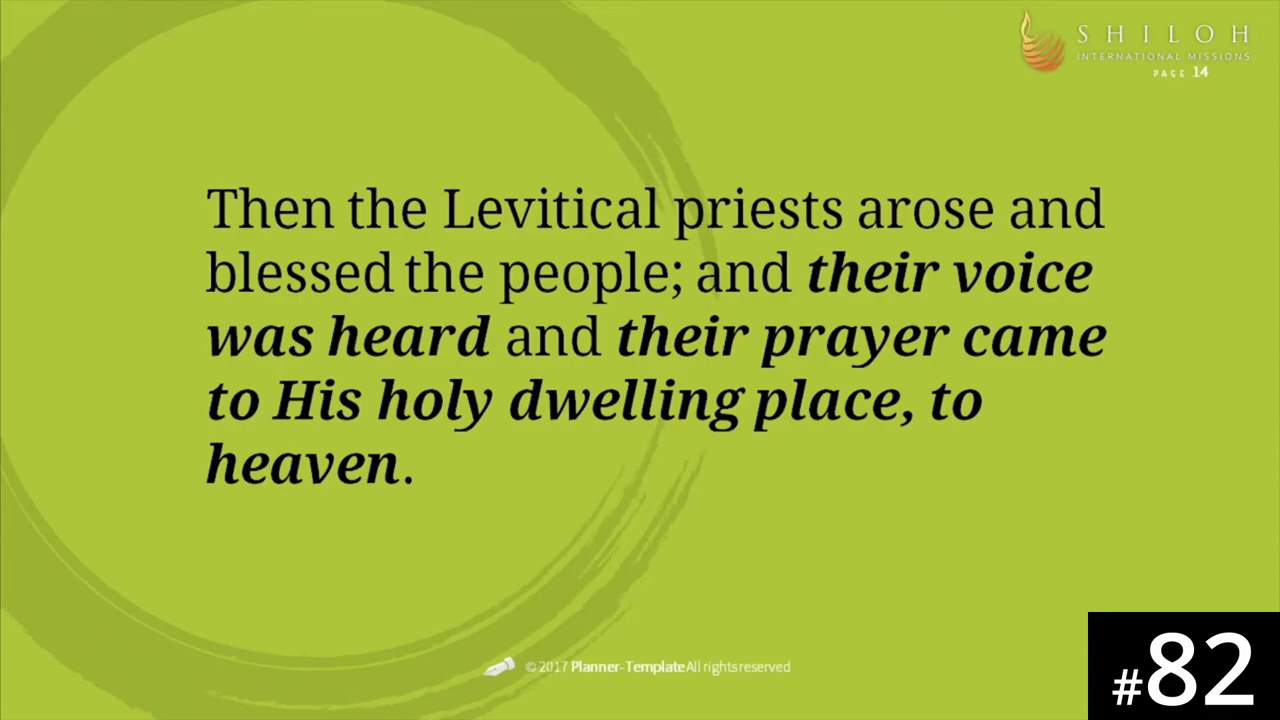 SHILOH
INTERNATIONAL MISSIONS
PAGE 14
Then the Levitical priests arose and
blessed the people; and their voice
was heard and their prayer came
to His holy dwelling place, to
heaven.
© 2017 Planner-Template All rights reserved
#82